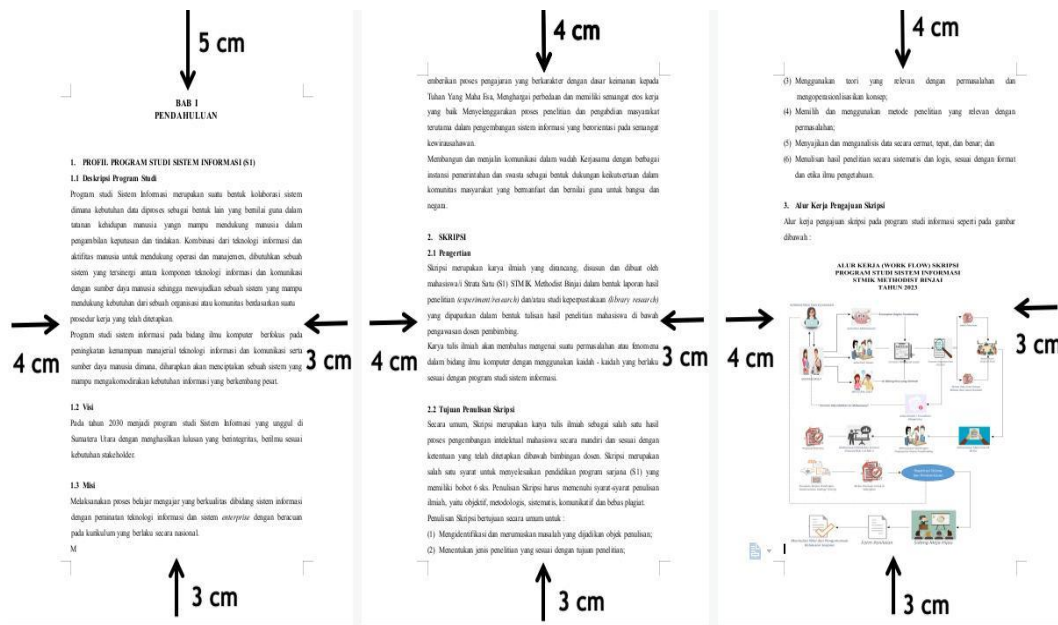 5 cm
BAB I
PENDAHULUAN
1. PROFIL PROGRAM STUDI SISTEM INFORMASI (S1)
1.1 Deskripsi Program Studi
Program studi Sistem Informasi merupakan suatu bentuk kolaborasi sistem
dimana kebutuhan data diproses sebagai bentuk lain yang bernilai guna dalam
tatanan kehidupan manusia yangn mampu mendukung manusia dalam
pengambilan keputusan dan tindakan. Kombinasi dari teknologi informasi dan
aktifitas manusia untuk mendukung operasi dan manajemen, dibutuhkan sebuah
sistem yang tersinergi antara komponen teknologi informasi dan komunikasi
dengan sumber daya manusia sehingga mewujudkan sebuah sistem yang mampu
mendukung kebutuhan dari sebuah organisasi atau komunitas berdasarkan suatu
prosedur kerja yang telah diterapkan.
Program studi sistem informasi pada bidang ilmu komputer berfokus pada
peningkatan kemampuan manajerial teknologi informasi dan komunikasi serta
sumber daya manusia dimana, diharapkan akan menciptakan sebuah sistem yang
mampu mengakomodirakan kebutuhan informasi yang berkembang pesat.
4 cm
3 cm
1.2 Visi
Pada tahun 2030 menjadi program studi Sistem Informasi yang unggul di
Sumatera Utara dengan menghasilkan lulusan yang berintegritas, berilmu sesuai
kebutuhan stakeholder.
1.3 Misi
Melaksanakan proses belajar mengajar yang berkualitas dibidang sistem informasi
dengan peminatan teknologi informasi dan sistem enterprise dengan beracuan
pada kurikulum yang berlaku secara nasional.
M
3 cm
4 cm
emberikan proses pengajaran yang berkarakter dengan dasar keimanan kepada
Tuhan Yang Maha Esa, Menghargai perbedaan dan memiliki semangat etos kerja
yang baik Menyelenggarakan proses penelitian dan pengabdian masyarakat
terutama dalam pengembangan sistem informasi yang berorientasi pada semangat
kewirausahawan.
Membangun dan menjalin komunikasi dalam wadah Kerjasama dengan berbagai
instansi pemerintahan dan swasta sebagai bentuk dukungan keikutsertaan dalam
komunitas masyarakat yang bermanfaat dan bernilai guna untuk bangsa dan
negara.
2. SKRIPSI
2.1 Pengertian
Skripsi merupakan karya ilmiah yang dirancang, disusun dan dibuat oleh
mahasiswa/i Strata Satu (S1) STMIK Methodist Binjai dalam bentuk laporan hasil
penelitian (experiment/research) dan/atau studi kepepustakaan (library research)
yang dipaparkan dalam bentuk tulisan hasil penelitian mahasiswa di bawah
pengawasan dosen pembimbing.
Karya tulis ilmiah akan membahas mengenai suatu permasalahan atau fenomena
dalam bidang ilmu komputer dengan menggunakan kaidah - kaidah yang berlaku
sesuai dengan program studi sistem informasi.
4 cm
3 cm
2.2 Tujuan Penulisan Skripsi
Secara umum, Skripsi merupakan karya tulis ilmiah sebagai salah satu hasil
proses pengembangan intelektual mahasiswa secara mandiri dan sesuai dengan
ketentuan yang telah ditetapkan dibawah bimbingan dosen. Skripsi merupakan
salah satu syarat untuk menyelesaikan pendidikan program sarjana (S1) yang
memiliki bobot 6 sks. Penulisan Skripsi harus memenuhi syarat-syarat penulisan
ilmiah, yaitu objektif, metodologis, sistematis, komunikatif dan bebas plagiat.
Penulisan Skripsi bertujuan secara umum untuk :
(1) Mengidentifikasi dan merumuskan masalah yang dijadikan objek penulisan;
(2) Menentukan jenis penelitian yang sesuai dengan tujuan penelitian;
3 cm
4 cm
(3) Menggunakan teori yang relevan dengan permasalahan dan
mengoperasionlisasikan konsep;
(4) Memilih dan menggunakan metode penelitian yang relevan dengan
permasalahan;
(5) Menyajikan dan menganalisis data secara cermat, tepat, dan benar; dan
(6) Menulisan hasil penelitian secara sistematis dan logis, sesuai dengan format
dan etika ilmu pengetahuan.
3. Alur Kerja Pengajuan Skripsi
Alur kerja pengajuan skripsi pada program studi informasi seperti pada gambar
dibawah :
ALUR KERJA (WORK FLOW) SKRIPSI
PROGRAM STUDI SISTEM INFORMASI
STMIK METHODIST BINJAI
TAHUN 2023
4 cm
3 cm
3 cm